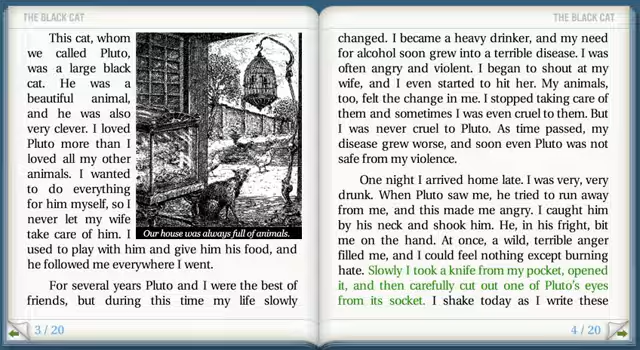 THE BLACK CAT
This cat, whom
we called Pluto,
was a large black
cat. He was a
beautiful animal,
and he was also
very clever. I loved
Pluto more than I
loved all my other
animals. I wanted
to do everything
for him myself, so I
never let my wife
take care of him. I
Our house was always full of animals.
used to play with him and give him his food, and
he followed me everywhere I went.
For several years Pluto and I were the best of
friends, but during this time my life slowly
3 / 20
THE BLACK CAT
changed. I became a heavy drinker, and my need
for alcohol soon grew into a terrible disease. I was
often angry and violent. I began to shout at my
wife, and I even started to hit her. My animals,
too, felt the change in me. I stopped taking care of
them and sometimes I was even cruel to them. But
I was never cruel to Pluto. As time passed, my
disease grew worse, and soon even Pluto was not
safe from my violence.
One night I arrived home late. I was very, very
drunk. When Pluto saw me, he tried to run away
from me, and this made me angry. I caught him
by his neck and shook him. He, in his fright, bit
me on the hand. At once, a wild, terrible anger
filled me, and I could feel nothing except burning
hate. Slowly I took a knife from my pocket, opened
it, and then carefully cut out one of Pluto's eyes
from its socket. I shake today as I write these
4 / 20